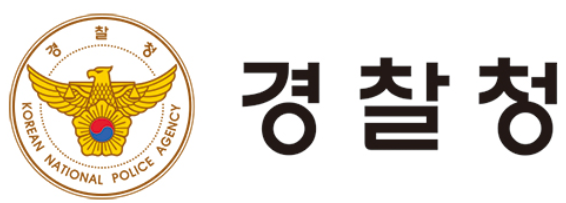 경찰청
KOREAN NATIONAL POLICE AGENCY
경찰청